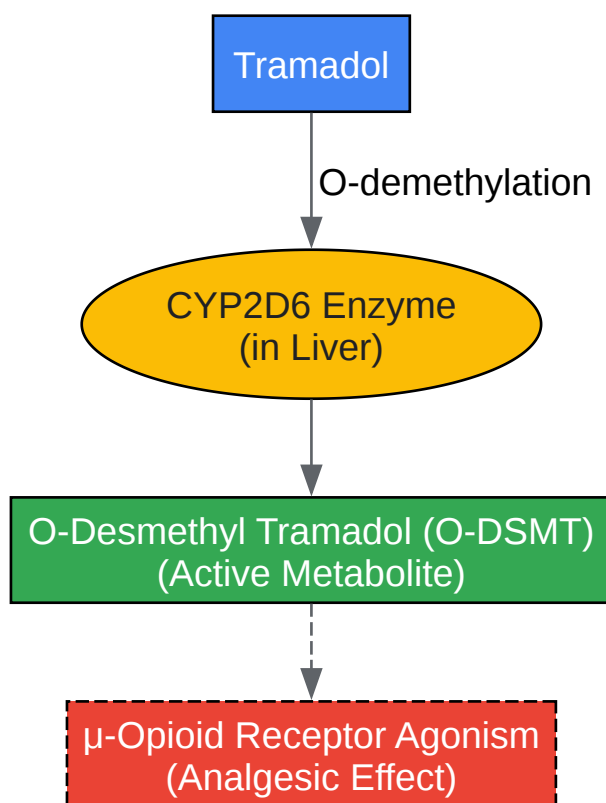 Tramadol
O-demethylation
CYP2D6 Enzyme
(in Liver)
O-Desmethyl Tramadol (O-DSMT)
(Active Metabolite)
μ-Opioid Receptor Agonism
(Analgesic Effect)